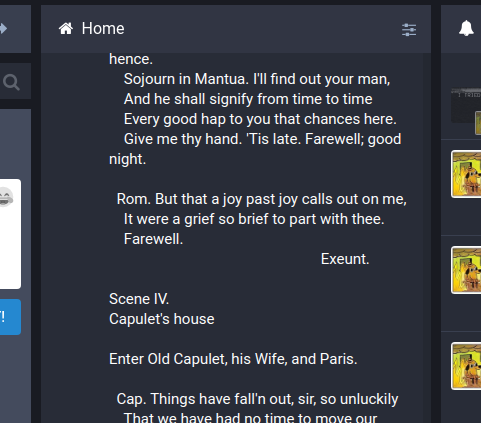 Home
hence.
Sojourn in Mantua. I'll find out your man,
And he shall signify from time to time
Every good hap to you that chances here.
Give me thy hand. 'Tis late. Farewell; good
night.
Rom. But that a joy past joy calls out on me,
It were a grief so brief to part with thee.
Farewell.
Exeunt.
Scene IV.
Capulet's house
Enter Old Capulet, his Wife, and Paris.
Cap. Things have fall'n out, sir, so unluckily
That we have had no time to move our
!
I TRIED